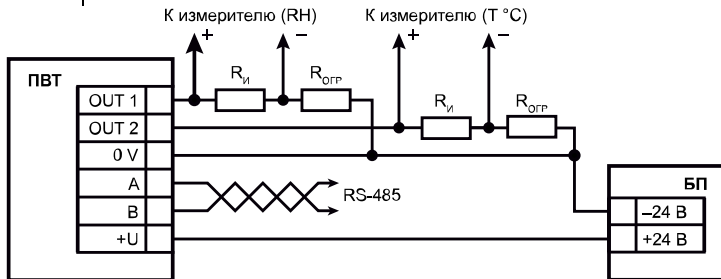 К измерителю (RH)
К измерителю (T °C)
+
–
+
–
ПВТ
RИ
RОГР
RИ
RОГР
OUT 1
OUT 2
0 V
A
B
+U
RS-485
БП
–24 В
+24 В